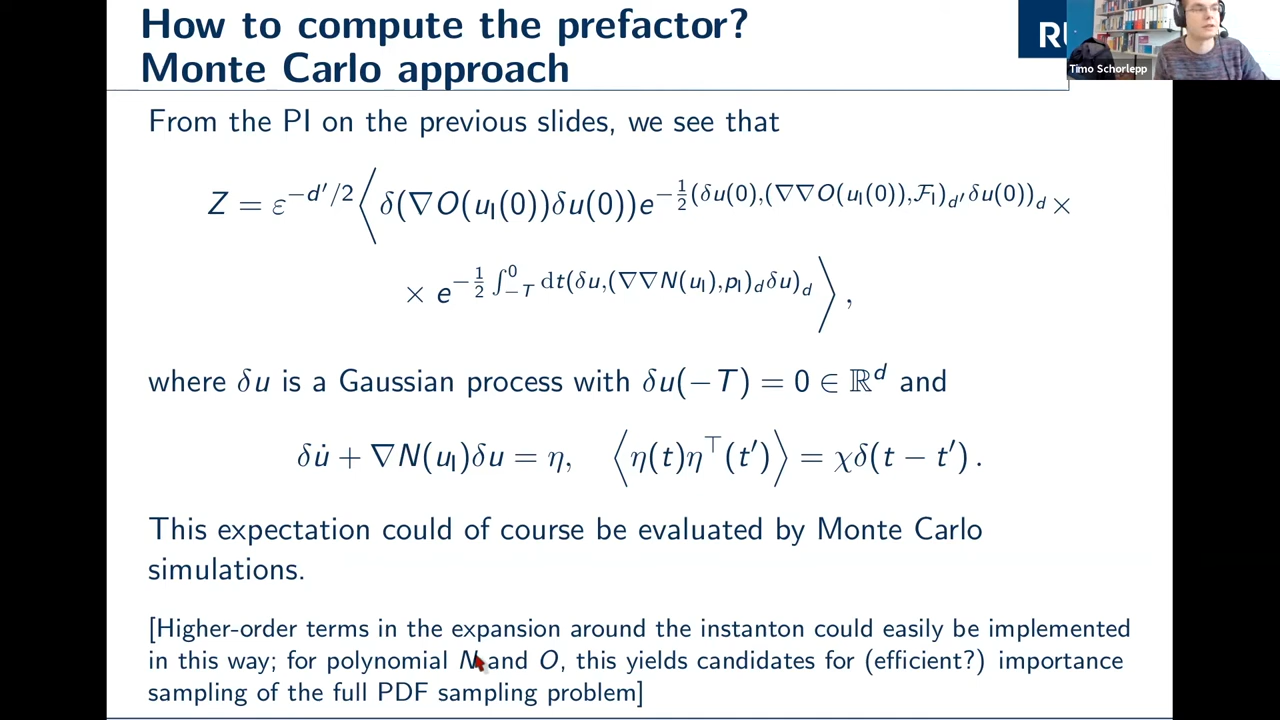 How to compute the prefactor?
Monte Carlo approach
RU
Timo Schorlepp
From the PI on the previous slides, we see that
Z = ε^{−d′/2} ⟨ δ(∇O(u_I(0))δu(0)) e^{−½(δu(0),(∇∇O(u_I(0)),𝓕_I)_{d′}δu(0))_d} ×
× e^{−½ ∫_{−T}^{0} dt(δu,(∇∇N(u_I),p_I)_d δu)_d} ⟩ ,
where δu is a Gaussian process with δu(−T) = 0 ∈ ℝ^d and
δu̇ + ∇N(u_I)δu = η, ⟨η(t)η^⊤(t′)⟩ = χδ(t − t′) .
This expectation could of course be evaluated by Monte Carlo
simulations.
[Higher-order terms in the expansion around the instanton could easily be implemented
in this way; for polynomial N and O, this yields candidates for (efficient?) importance
sampling of the full PDF sampling problem]